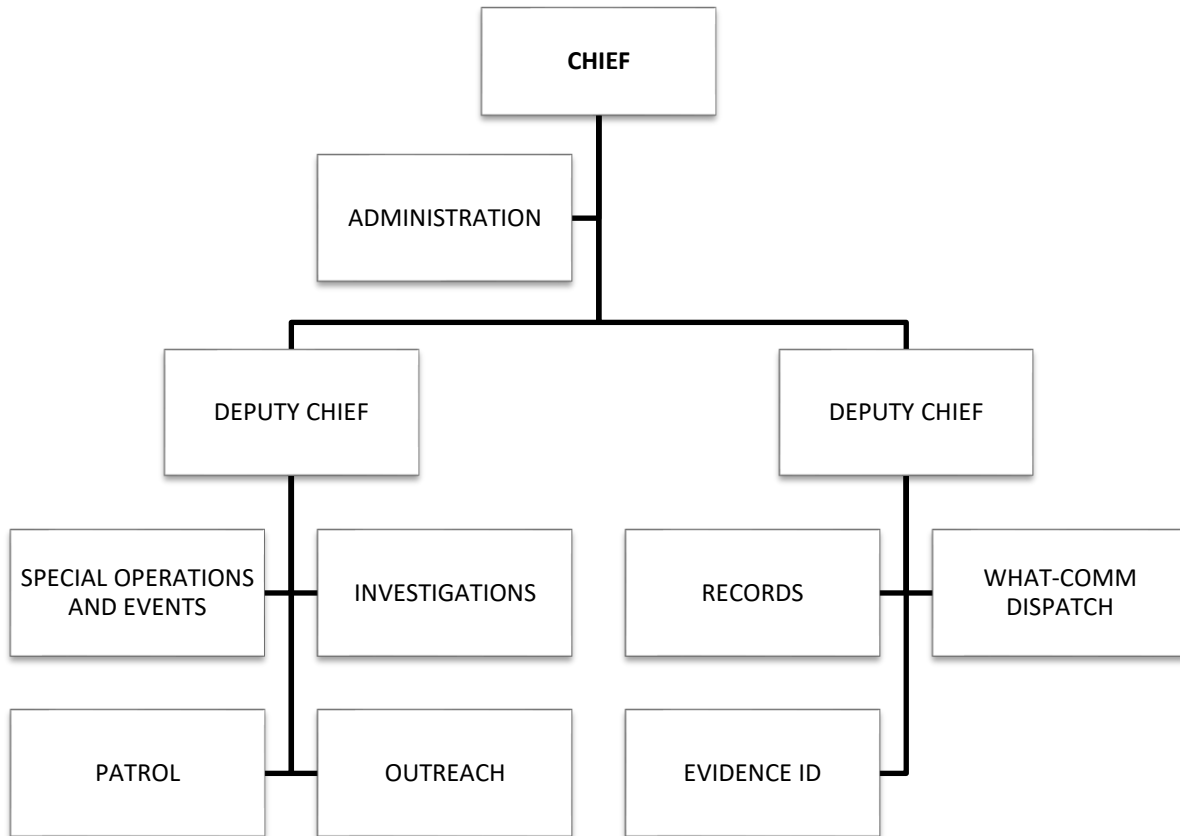 CHIEF
ADMINISTRATION
DEPUTY CHIEF
DEPUTY CHIEF
SPECIAL OPERATIONS
AND EVENTS
INVESTIGATIONS
RECORDS
WHAT-COMM
DISPATCH
PATROL
OUTREACH
EVIDENCE ID